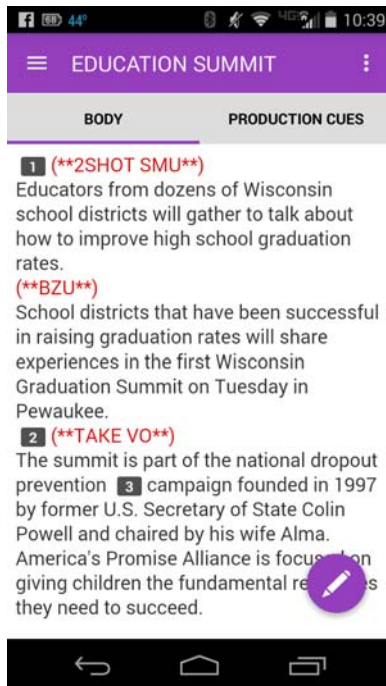 68 44° 4G 10:39
EDUCATION SUMMIT
BODY PRODUCTION CUES
1 (**2SHOT SMU**)
Educators from dozens of Wisconsin
school districts will gather to talk about
how to improve high school graduation
rates.
(**BZU**)
School districts that have been successful
in raising graduation rates will share
experiences in the first Wisconsin
Graduation Summit on Tuesday in
Pewaukee.
2 (**TAKE VO**)
The summit is part of the national dropout
prevention 3 campaign founded in 1997
by former U.S. Secretary of State Colin
Powell and chaired by his wife Alma.
America's Promise Alliance is focused on
giving children the fundamental
they need to succeed.